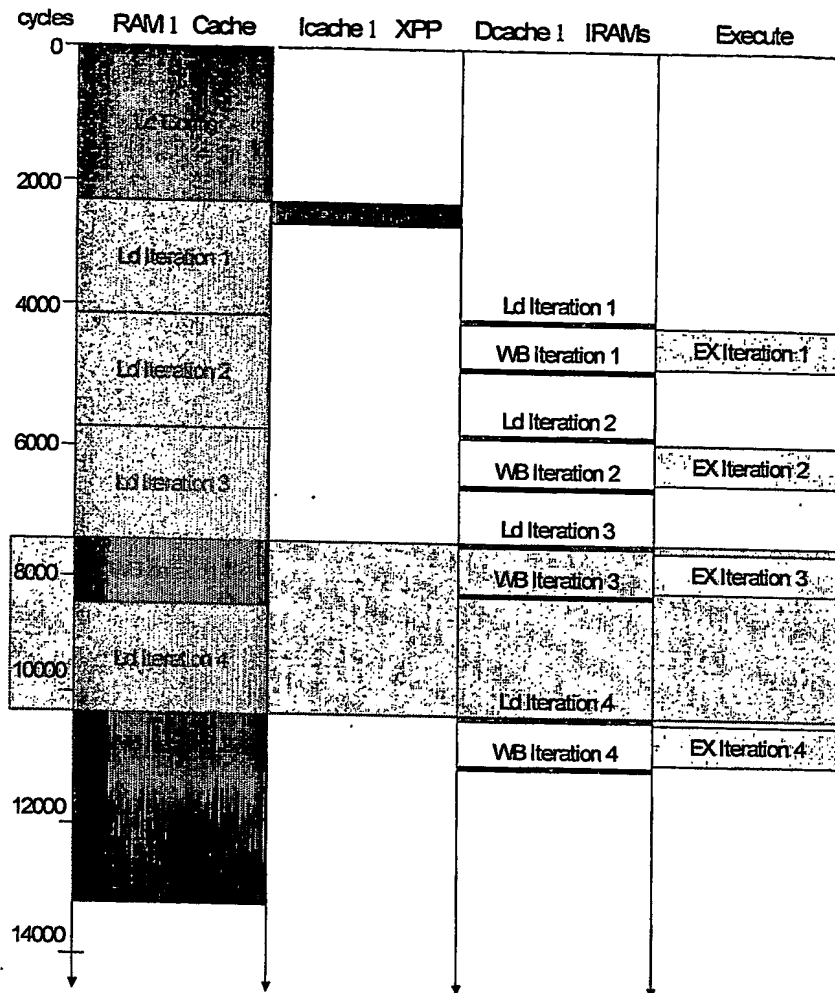 cycles RAM 1 Cache Icache 1 XPP Dcache 1 IRAMs Execute
0
2000
Ld Iteration 1
4000
Ld Iteration 1
WB Iteration 1 EX Iteration 1
Ld Iteration 2
Ld Iteration 2
6000
WB Iteration 2 EX Iteration 2
Ld Iteration 3
Ld Iteration 3
8000
WB Iteration 3 EX Iteration 3
Ld Iteration 4
10000
Ld Iteration 4
WB Iteration 4 EX Iteration 4
12000
14000